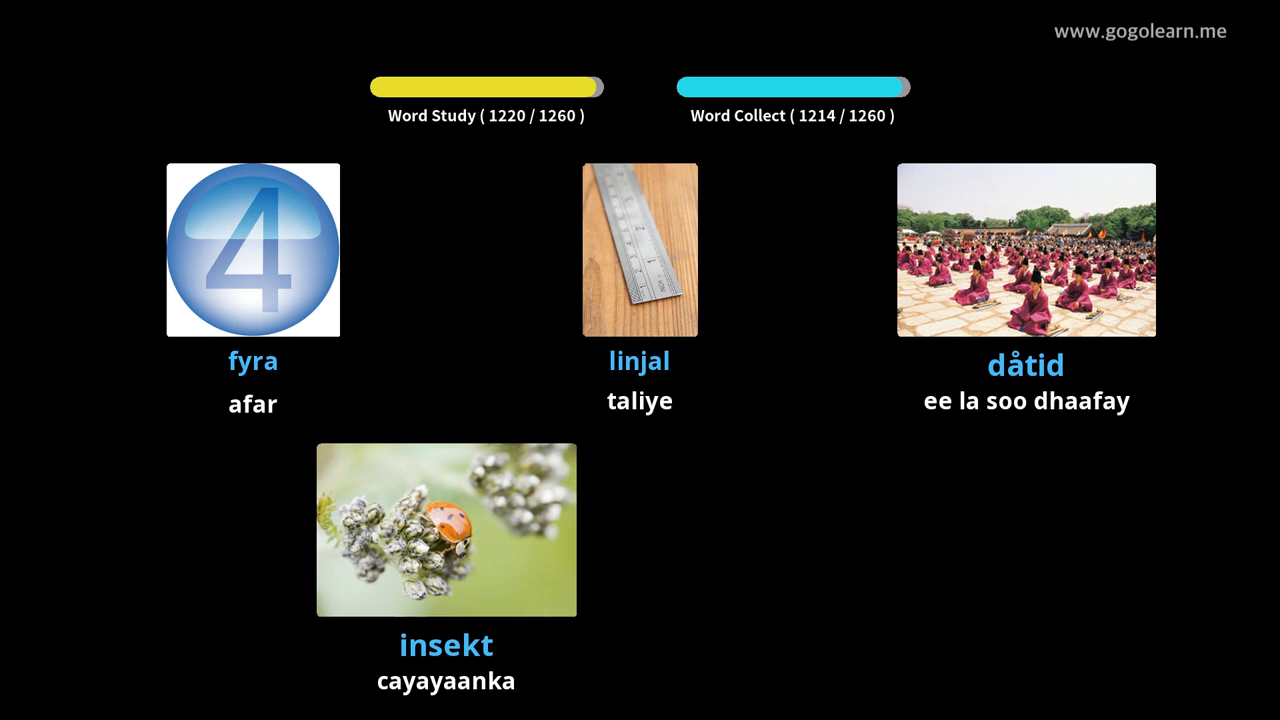 www.gogolearn.me
Word Study ( 1220 / 1260 )
Word Collect ( 1214 / 1260 )
4
fyra
linjal
dåtid
afar
taliye
ee la soo dhaafay
insekt
cayayaanka